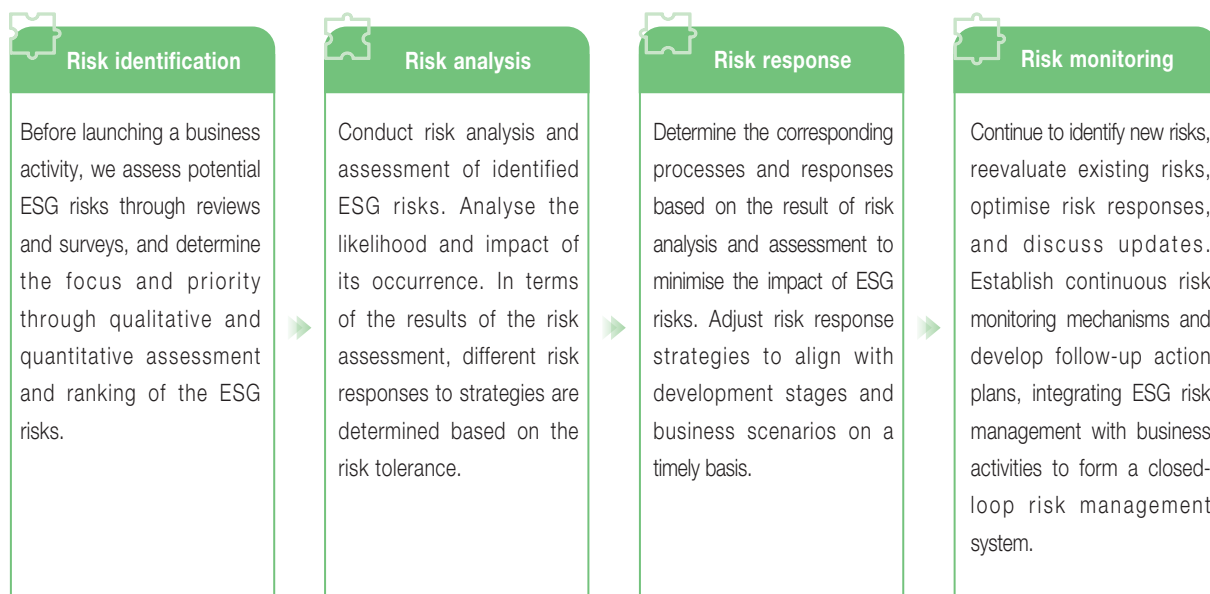 Risk identification
Before launching a business
activity, we assess potential
ESG risks through reviews
and surveys, and determine
the focus and priority
through qualitative and
quantitative assessment
and ranking of the ESG
risks.
Risk analysis
Conduct risk analysis and
assessment of identified
ESG risks. Analyse the
likelihood and impact of
its occurrence. In terms
of the results of the risk
assessment, different risk
responses to strategies are
determined based on the
risk tolerance.
Risk response
Determine the corresponding
processes and responses
based on the result of risk
analysis and assessment to
minimise the impact of ESG
risks. Adjust risk response
strategies to align with
development stages and
business scenarios on a
timely basis.
Risk monitoring
Continue to identify new risks,
reevaluate existing risks,
optimise risk responses,
and discuss updates.
Establish continuous risk
monitoring mechanisms and
develop follow-up action
plans, integrating ESG risk
management with business
activities to form a closed-
loop risk management
system.